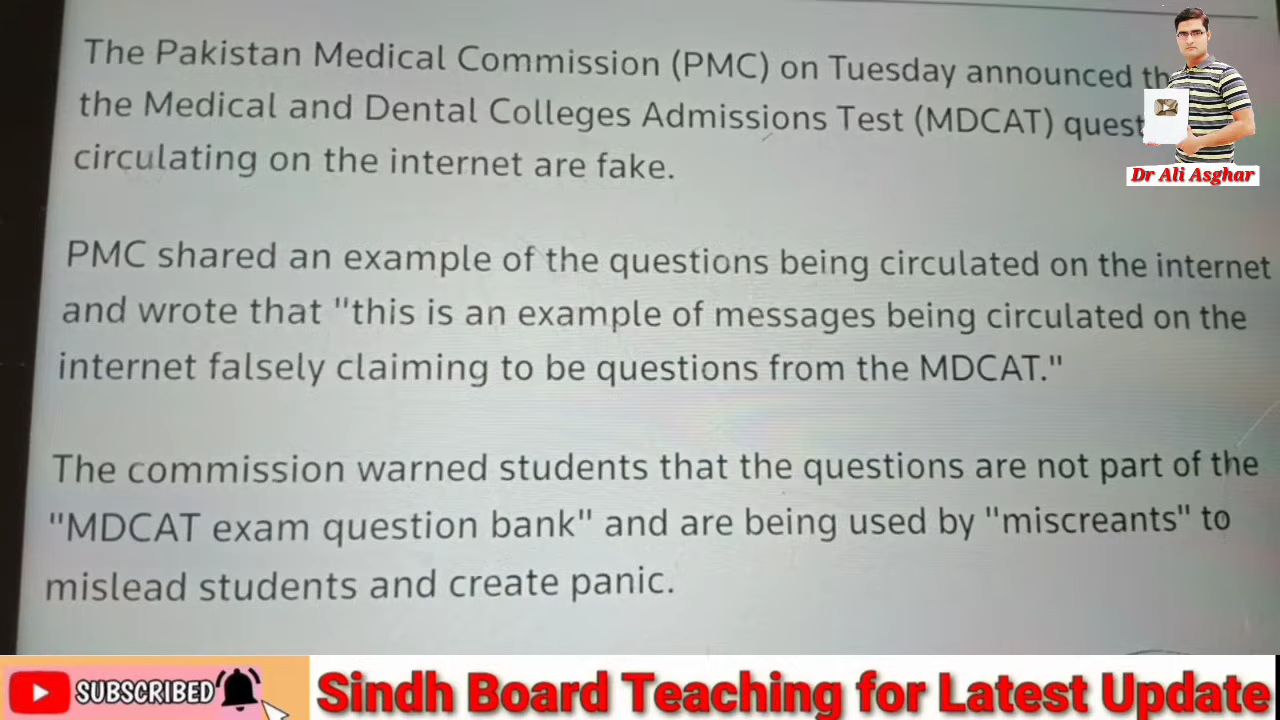 The Pakistan Medical Commission (PMC) on Tuesday announced
the Medical and Dental Colleges Admissions Test (MDCAT)
circulating on the internet are fake.
Dr Ali Asghar
PMC shared an example of the questions being circulated on the internet
and wrote that "this is an example of messages being circulated on the
internet falsely claiming to be questions from the MDCAT."
The commission warned students that the questions are not part of the
"MDCAT exam question bank" and are being used by "miscreants" to
mislead students and create panic.
SUBSCRIBED
Sindh Board Teaching for Latest Update